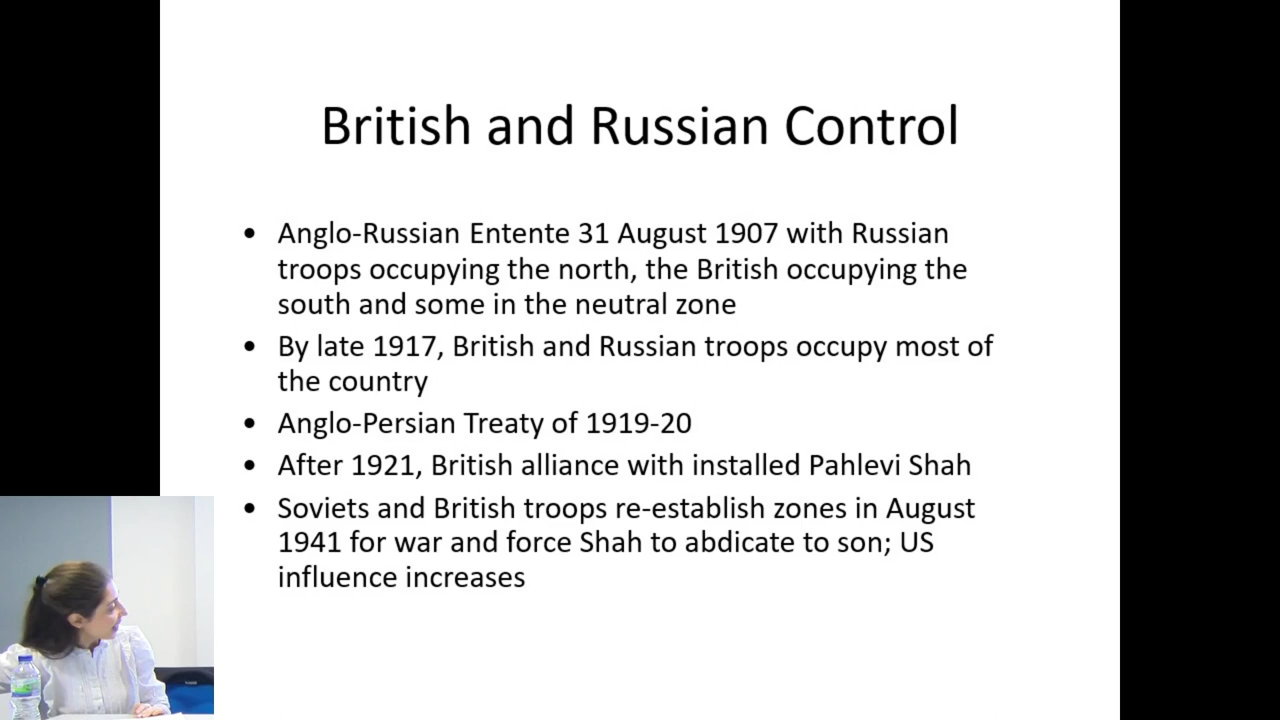 British and Russian Control
• Anglo-Russian Entente 31 August 1907 with Russian
troops occupying the north, the British occupying the
south and some in the neutral zone
• By late 1917, British and Russian troops occupy most of
the country
• Anglo-Persian Treaty of 1919-20
• After 1921, British alliance with installed Pahlevi Shah
• Soviets and British troops re-establish zones in August
1941 for war and force Shah to abdicate to son; US
influence increases